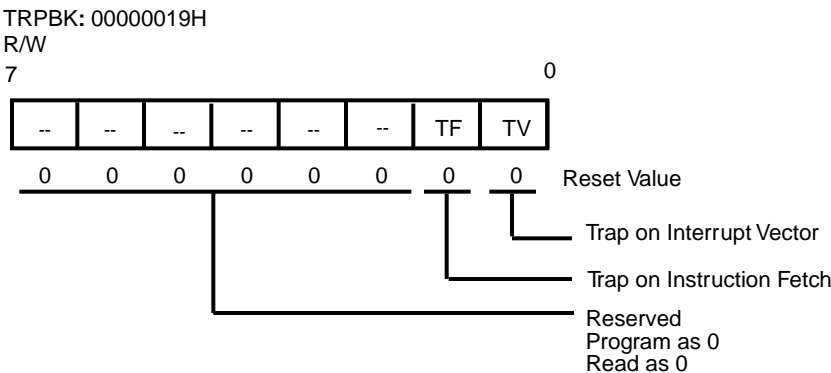 TRPBK: 00000019H
R/W
7 0
-- -- -- -- -- -- TF TV
0 0 0 0 0 0 0 0 Reset Value
Trap on Interrupt Vector
Trap on Instruction Fetch
Reserved
Program as 0
Read as 0